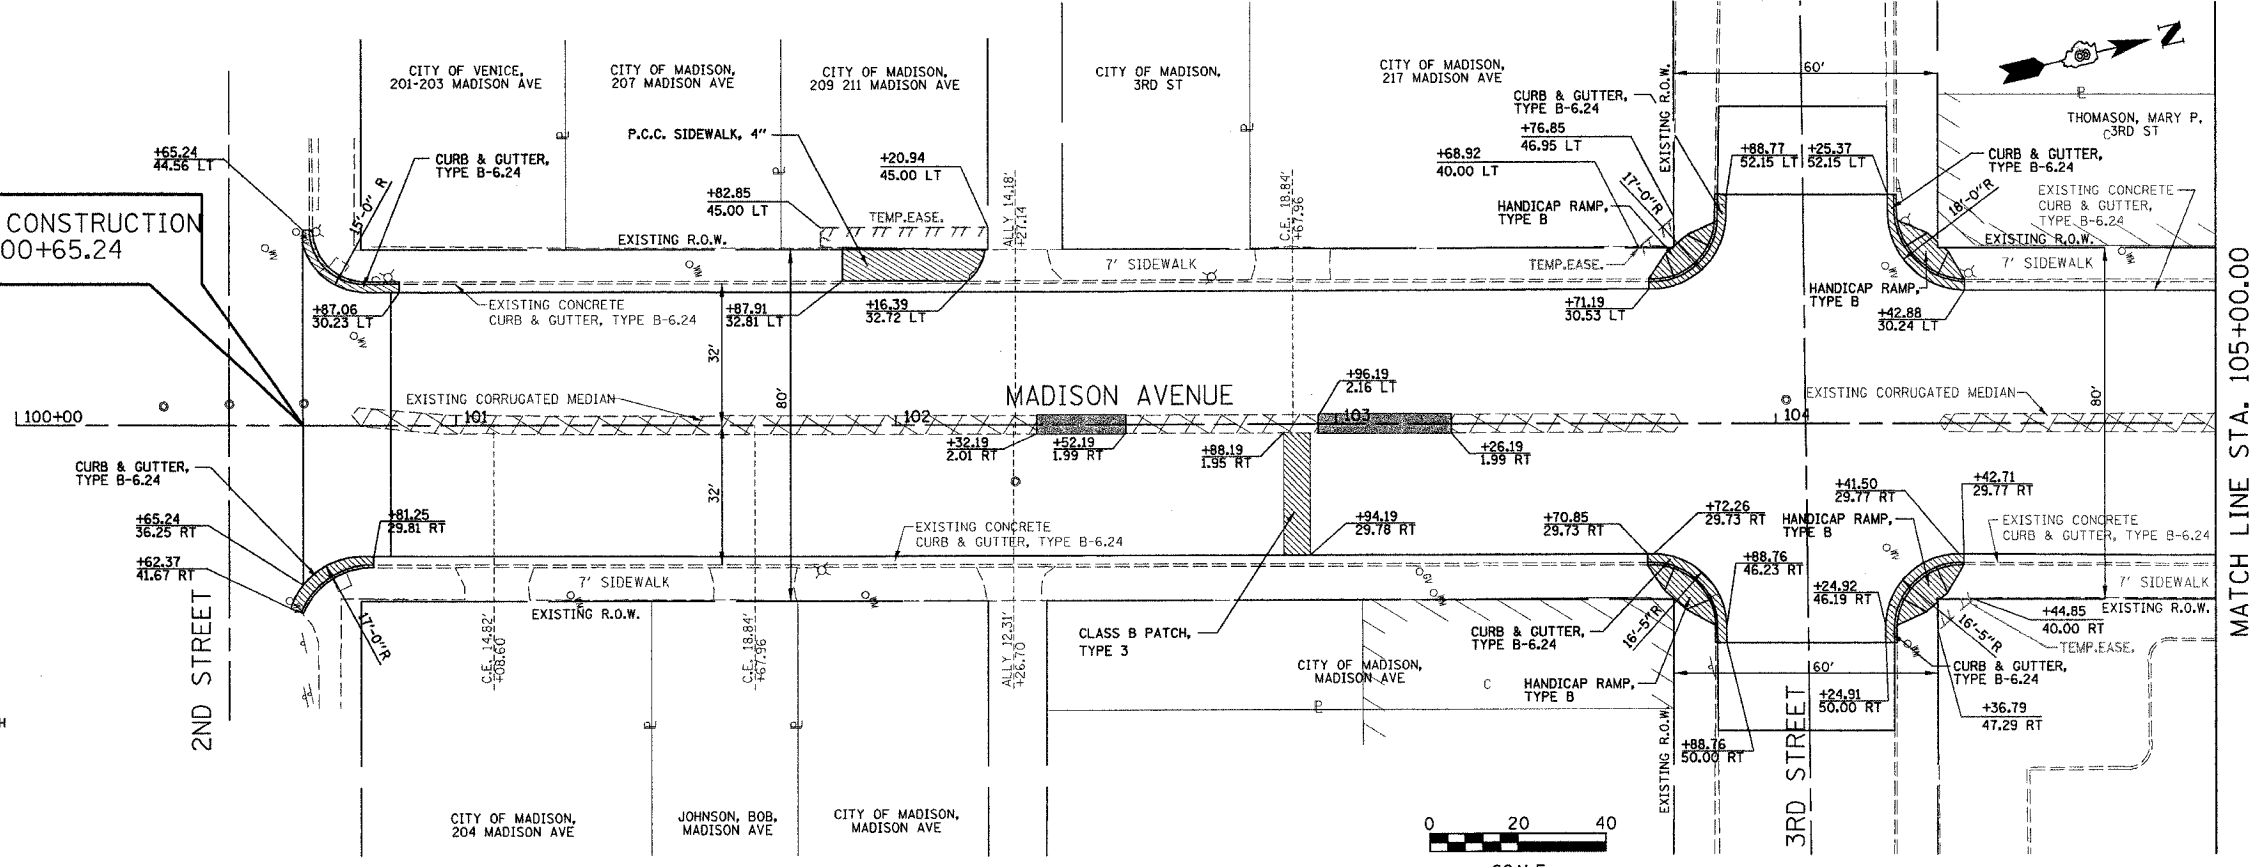 CITY OF VENICE,
201-203 MADISON AVE
CITY OF MADISON,
207 MADISON AVE
CITY OF MADISON,
209 211 MADISON AVE
CITY OF MADISON,
3RD ST
CITY OF MADISON,
217 MADISON AVE
EXISTING R.O.W.
60'
N
THOMASON, MARY P.
3RD ST
C
CURB & GUTTER,
TYPE B-6.24
+76.85
46.95 LT
+68.92
40.00 LT
17'-0"R
HANDICAP RAMP,
TYPE B
TEMP.EASE.
+88.77
52.15 LT
+25.37
52.15 LT
CURB & GUTTER,
TYPE B-6.24
18'-0"R
EXISTING CONCRETE
CURB & GUTTER,
TYPE B-6.24
EXISTING R.O.W.
7' SIDEWALK
HANDICAP RAMP,
TYPE B
+42.88
30.24 LT
+71.19
30.53 LT
P.C.C. SIDEWALK, 4"
+65.24
44.56 LT
CURB & GUTTER,
TYPE B-6.24
15'-0" R
+82.85
45.00 LT
+20.94
45.00 LT
TEMP.EASE.
EXISTING R.O.W.
ALLY 14.18'
+27.14
C.E. 18.84'
+67.96
7' SIDEWALK
CONSTRUCTION
00+65.24
+87.06
30.23 LT
EXISTING CONCRETE
CURB & GUTTER, TYPE B-6.24
+87.91
32.81 LT
+16.39
32.72 LT
32'
80'
EXISTING CORRUGATED MEDIAN
MADISON AVENUE
+96.19
2.16 LT
EXISTING CORRUGATED MEDIAN
80'
100+00
101
102
103
104
+32.19
2.01 RT
+52.19
1.99 RT
+88.19
1.95 RT
+26.19
1.99 RT
MATCH LINE STA. 105+00.00
CURB & GUTTER,
TYPE B-6.24
+65.24
36.25 RT
+62.37
41.67 RT
+81.25
29.81 RT
32'
EXISTING CONCRETE
CURB & GUTTER, TYPE B-6.24
+94.19
29.78 RT
+70.85
29.73 RT
+72.26
29.73 RT
+41.50
29.77 RT
+42.71
29.77 RT
HANDICAP RAMP,
TYPE B
EXISTING CONCRETE
CURB & GUTTER, TYPE B-6.24
+88.76
46.23 RT
+24.92
46.19 RT
7' SIDEWALK
7' SIDEWALK
EXISTING R.O.W.
EXISTING R.O.W.
17'-0"R
2ND STREET
C.E. 14.82'
+08.60
C.E. 18.84'
+67.96
ALLY 12.31'
+26.70
CLASS B PATCH,
TYPE 3
CURB & GUTTER,
TYPE B-6.24
16'-5"R
CITY OF MADISON,
MADISON AVE
C
HANDICAP RAMP,
TYPE B
60'
16'-5"R
+44.85
40.00 RT
TEMP.EASE.
CURB & GUTTER,
TYPE B-6.24
+24.91
50.00 RT
+36.79
47.29 RT
+88.76
50.00 RT
EXISTING R.O.W.
3RD STREET
H
CITY OF MADISON,
204 MADISON AVE
JOHNSON, BOB,
MADISON AVE
CITY OF MADISON,
MADISON AVE
0 20 40